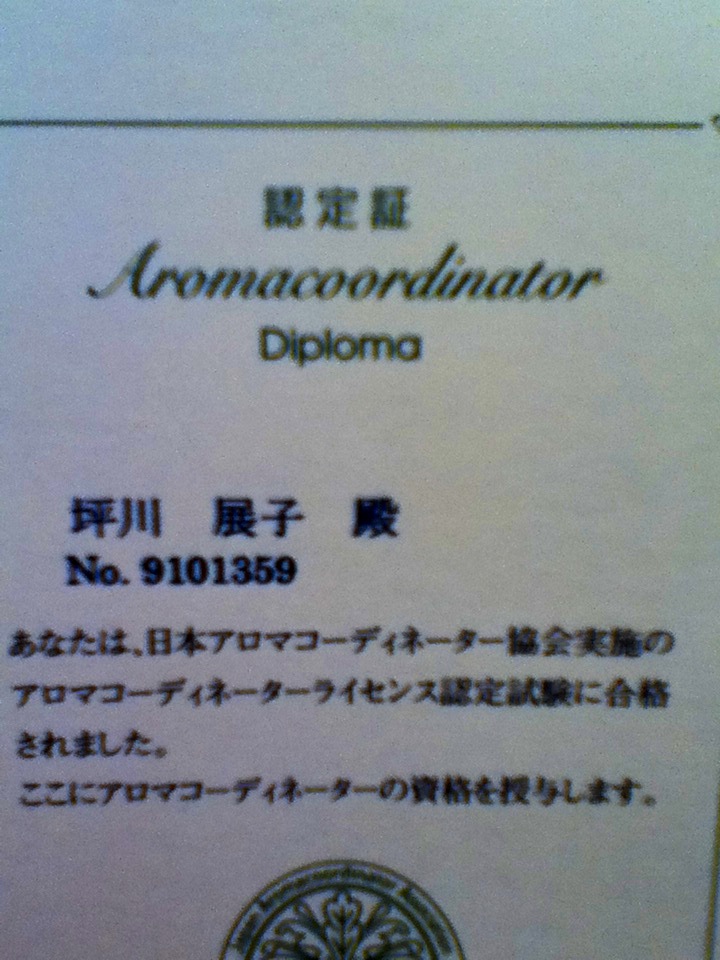 認定証
Aromacoordinator
Diploma
坪川 展子 殿
No. 9101359
あなたは、日本アロマコーディネーター協会実施の
アロマコーディネーターライセンス認定試験に合格
されました。
ここにアロマコーディネーターの資格を授与します。
Aromacoordinator